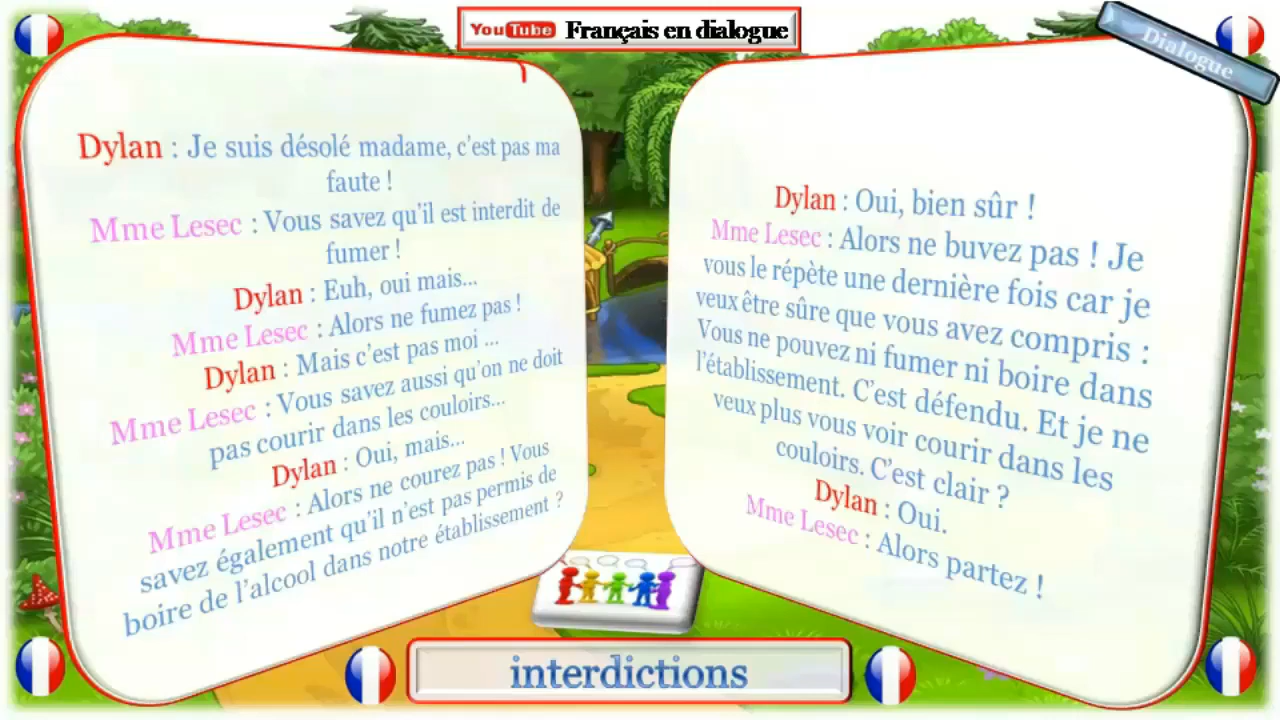 YouTube Français en dialogue
Dialogue
Dylan : Je suis désolé madame, c'est pas ma
faute !
Mme Lesec : Vous savez qu'il est interdit de
fumer !
Dylan : Euh, oui mais...
Mme Lesec : Alors ne fumez pas !
Dylan : Mais c'est pas moi ...
Mme Lesec : Vous savez aussi qu'on ne doit
pas courir dans les couloirs...
Dylan : Oui, mais...
Mme Lesec : Alors ne courez pas ! Vous
savez également qu'il n'est pas permis de
boire de l'alcool dans notre établissement ?
Dylan : Oui, bien sûr !
Mme Lesec : Alors ne buvez pas ! Je
vous le répète une dernière fois car je
veux être sûre que vous avez compris :
Vous ne pouvez ni fumer ni boire dans
l'établissement. C'est défendu. Et je ne
veux plus vous voir courir dans les
couloirs. C'est clair ?
Dylan : Oui.
Mme Lesec : Alors partez !
interdictions